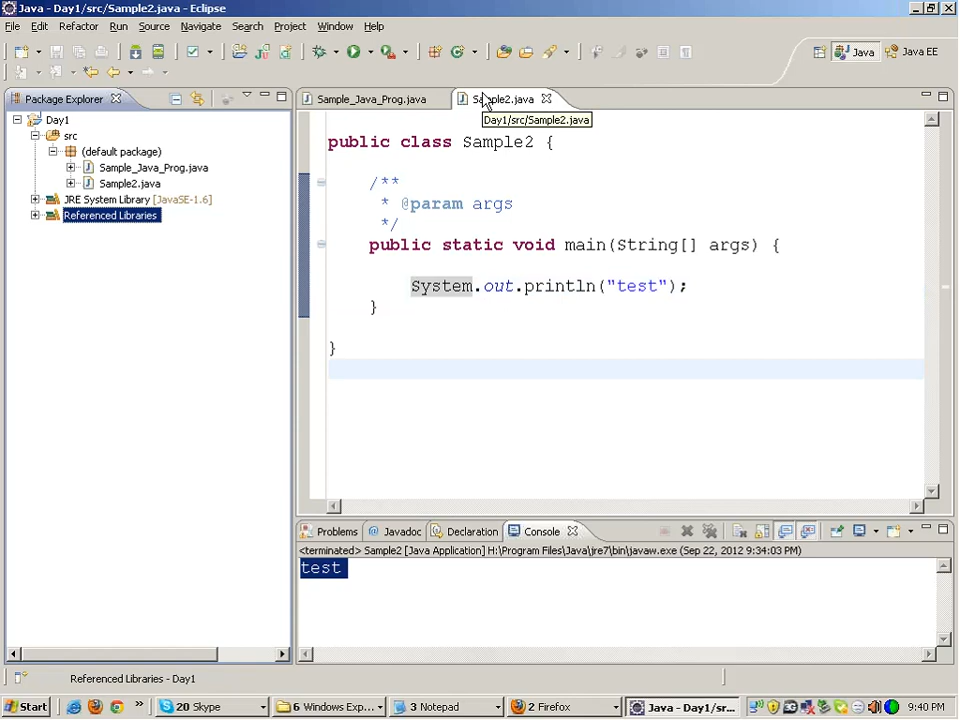 Java - Day1/src/Sample2.java - Eclipse
File Edit Refactor Run Source Navigate Search Project Window Help
Java Java EE
Package Explorer
Sample_Java_Prog.java Sample2.java
Day1/src/Sample2.java
Day1
src
(default package)
Sample_Java_Prog.java
Sample2.java
JRE System Library [JavaSE-1.6]
Referenced Libraries
public class Sample2 {
/**
* @param args
*/
public static void main(String[] args) {
System.out.println("test");
}
}
Problems @ Javadoc Declaration Console
<terminated> Sample2 [Java Application] H:\Program Files\Java\jre7\bin\javaw.exe (Sep 22, 2012 9:34:03 PM)
test
Referenced Libraries - Day1
Start » 20 Skype 6 Windows Exp... 3 Notepad 2 Firefox Java - Day1/sr... 9:40 PM